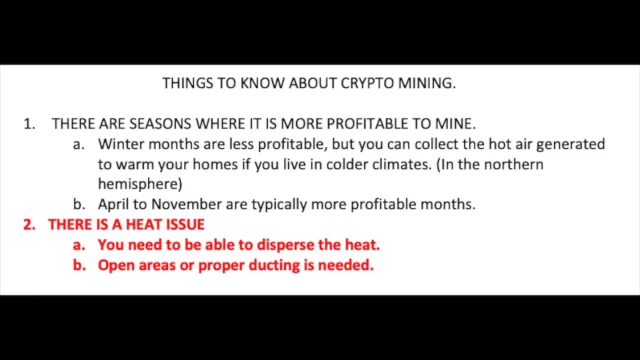 THINGS TO KNOW ABOUT CRYPTO MINING.
1. THERE ARE SEASONS WHERE IT IS MORE PROFITABLE TO MINE.
a. Winter months are less profitable, but you can collect the hot air generated
to warm your homes if you live in colder climates. (In the northern
hemisphere)
b. April to November are typically more profitable months.
2. THERE IS A HEAT ISSUE
a. You need to be able to disperse the heat.
b. Open areas or proper ducting is needed.